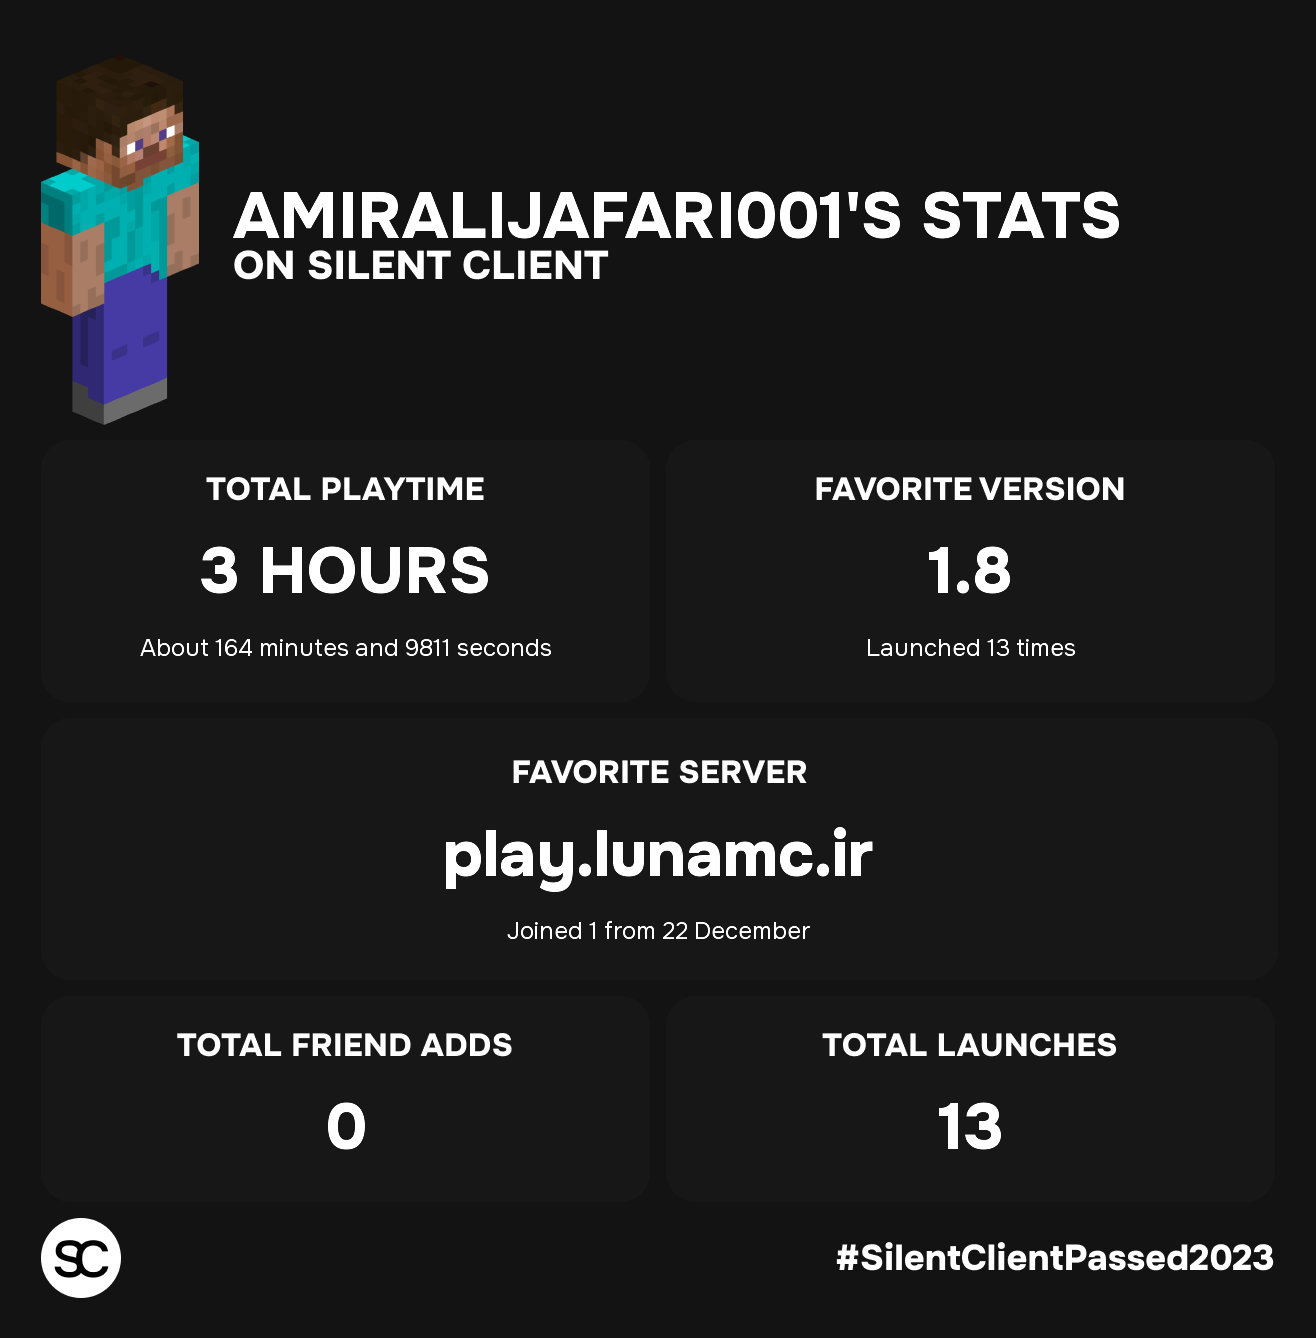 AMIRALIJAFARI001'S STATS
ON SILENT CLIENT
TOTAL PLAYTIME
3 HOURS
About 164 minutes and 9811 seconds
FAVORITE VERSION
1.8
Launched 13 times
FAVORITE SERVER
play.lunamc.ir
Joined 1 from 22 December
TOTAL FRIEND ADDS
0
TOTAL LAUNCHES
13
SC
#SilentClientPassed2023